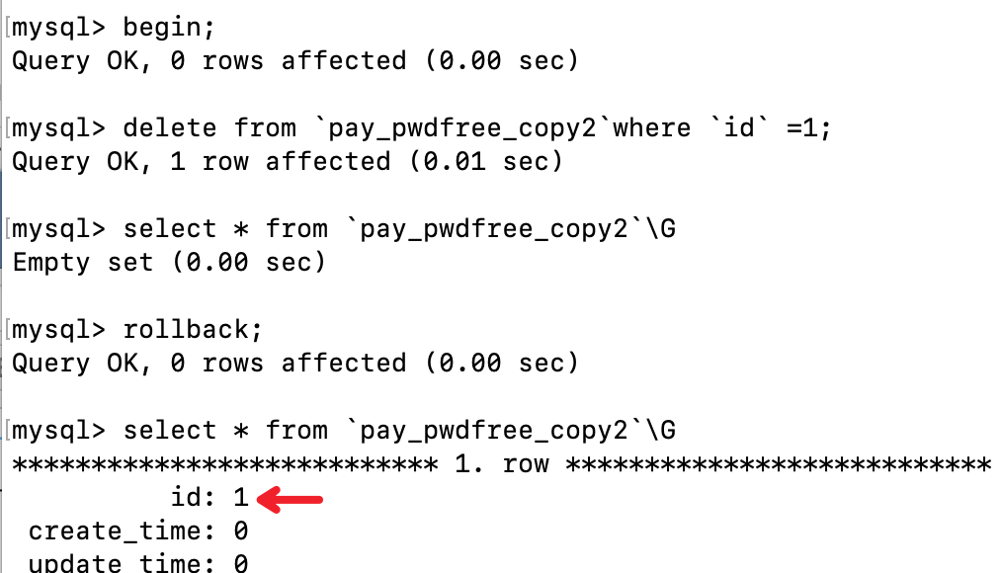 [mysql> begin;
Query OK, 0 rows affected (0.00 sec)
[mysql> delete from `pay_pwdfree_copy2`where `id` =1;
Query OK, 1 row affected (0.01 sec)
[mysql> select * from `pay_pwdfree_copy2`\G
Empty set (0.00 sec)
[mysql> rollback;
Query OK, 0 rows affected (0.00 sec)
[mysql> select * from `pay_pwdfree_copy2`\G
*************************** 1. row ***************************
id: 1
create_time: 0
update_time: 0